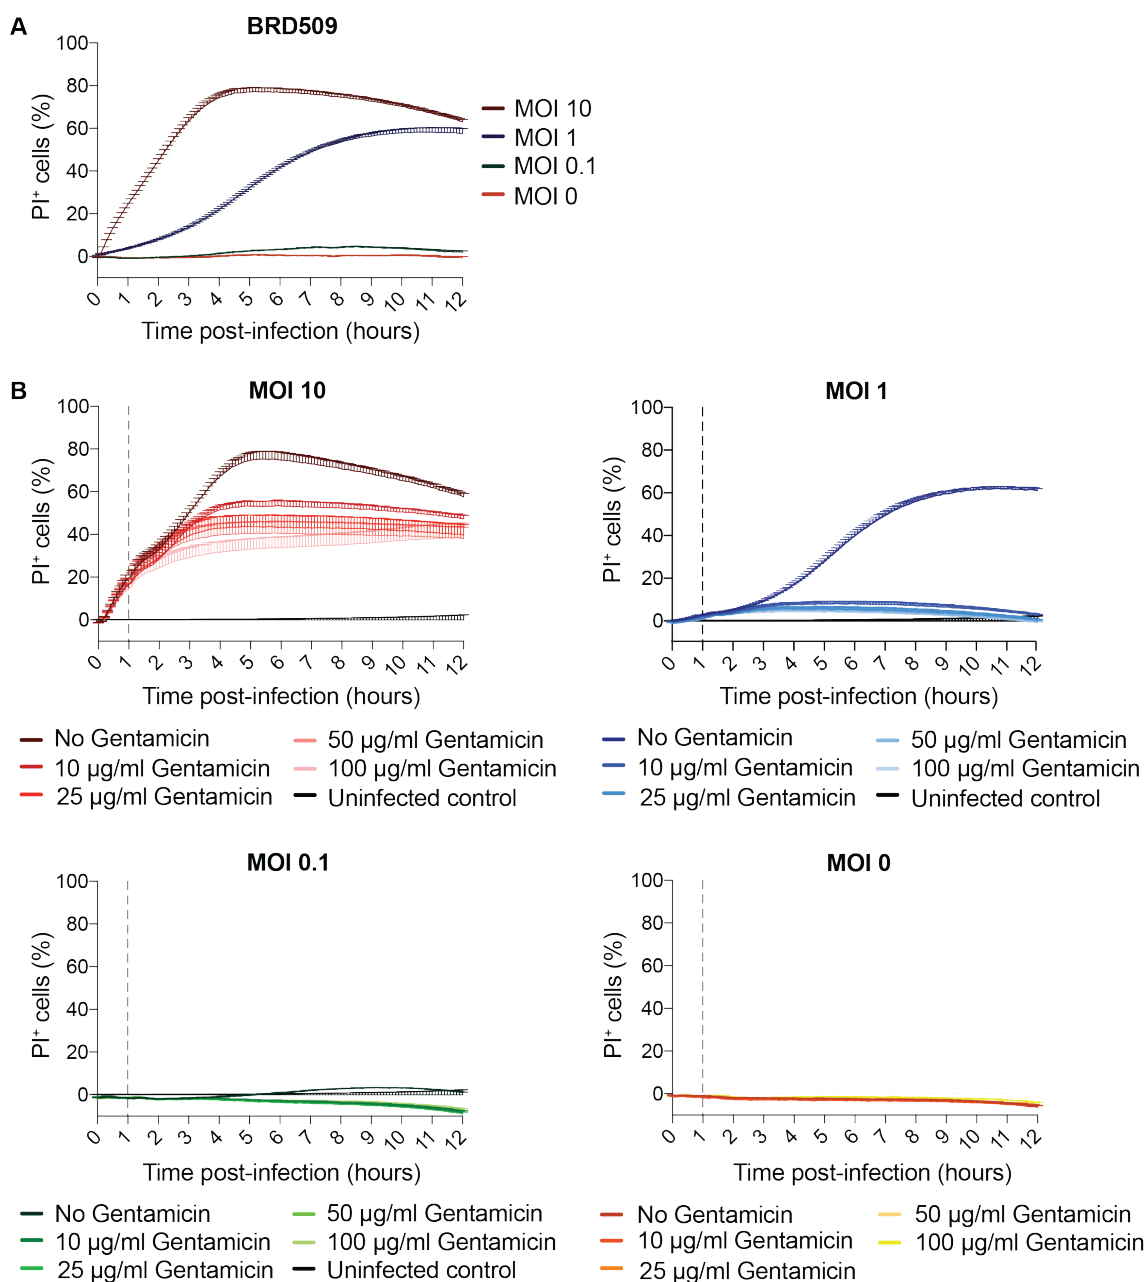 A
BRD509
100
80
60
40
20
0
PI⁺ cells (%)
0 1 2 3 4 5 6 7 8 9 10 11 12
Time post-infection (hours)
MOI 10
MOI 1
MOI 0.1
MOI 0
B
MOI 10
100
80
60
40
20
0
PI⁺ cells (%)
0 1 2 3 4 5 6 7 8 9 10 11 12
Time post-infection (hours)
No Gentamicin
10 µg/ml Gentamicin
25 µg/ml Gentamicin
50 µg/ml Gentamicin
100 µg/ml Gentamicin
Uninfected control
MOI 1
100
80
60
40
20
0
PI⁺ cells (%)
0 1 2 3 4 5 6 7 8 9 10 11 12
Time post-infection (hours)
No Gentamicin
10 µg/ml Gentamicin
25 µg/ml Gentamicin
50 µg/ml Gentamicin
100 µg/ml Gentamicin
Uninfected control
MOI 0.1
100
80
60
40
20
0
PI⁺ cells (%)
0 1 2 3 4 5 6 7 8 9 10 11 12
Time post-infection (hours)
No Gentamicin
10 µg/ml Gentamicin
25 µg/ml Gentamicin
50 µg/ml Gentamicin
100 µg/ml Gentamicin
Uninfected control
MOI 0
100
80
60
40
20
0
PI⁺ cells (%)
0 1 2 3 4 5 6 7 8 9 10 11 12
Time post-infection (hours)
No Gentamicin
10 µg/ml Gentamicin
25 µg/ml Gentamicin
50 µg/ml Gentamicin
100 µg/ml Gentamicin